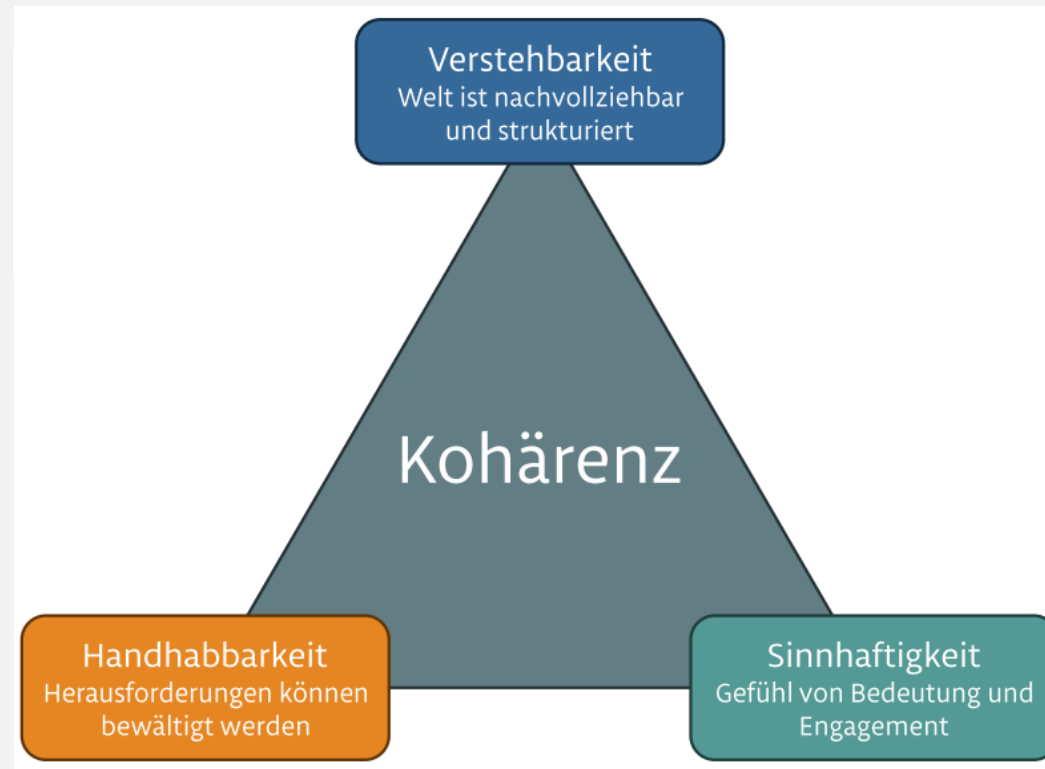 Verstehbarkeit
Welt ist nachvollziehbar
und strukturiert
Kohärenz
Handhabbarkeit
Herausforderungen können
bewältigt werden
Sinnhaftigkeit
Gefühl von Bedeutung und
Engagement